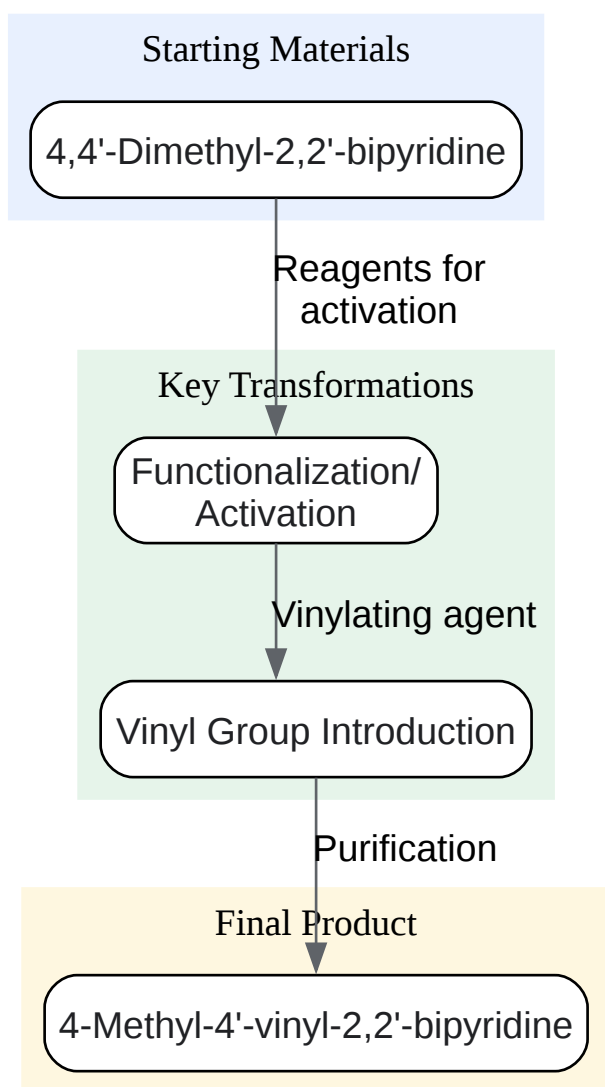 Starting Materials
4,4'-Dimethyl-2,2'-bipyridine
Reagents for
activation
Key Transformations
Functionalization/
Activation
Vinylating agent
Vinyl Group Introduction
Purification
Final Product
4-Methyl-4'-vinyl-2,2'-bipyridine